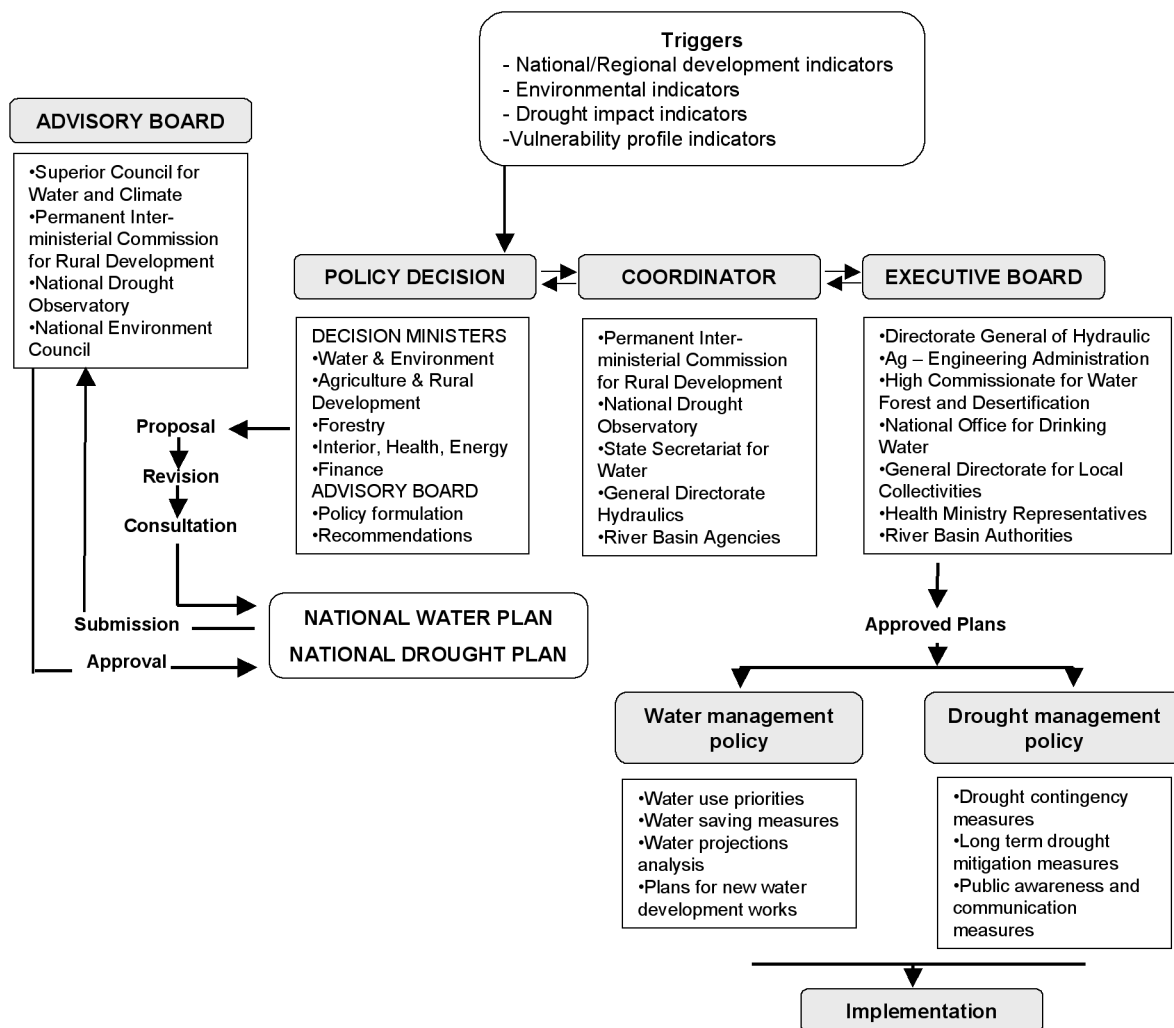 Triggers
- National/Regional development indicators
- Environmental indicators
- Drought impact indicators
-Vulnerability profile indicators
ADVISORY BOARD
•Superior Council for
Water and Climate
•Permanent Inter-
ministerial Commission
for Rural Development
•National Drought
Observatory
•National Environment
Council
POLICY DECISION
DECISION MINISTERS
•Water & Environment
•Agriculture & Rural
Development
•Forestry
•Interior, Health, Energy
•Finance
ADVISORY BOARD
•Policy formulation
•Recommendations
COORDINATOR
•Permanent Inter-
ministerial Commission
for Rural Development
•National Drought
Observatory
•State Secretariat for
Water
•General Directorate
Hydraulics
•River Basin Agencies
EXECUTIVE BOARD
•Directorate General of Hydraulic
•Ag – Engineering Administration
•High Commissionate for Water
Forest and Desertification
•National Office for Drinking
Water
•General Directorate for Local
Collectivities
•Health Ministry Representatives
•River Basin Authorities
Proposal
Revision
Consultation
Submission
Approval
NATIONAL WATER PLAN
NATIONAL DROUGHT PLAN
Approved Plans
Water management
policy
•Water use priorities
•Water saving measures
•Water projections
analysis
•Plans for new water
development works
Drought management
policy
•Drought contingency
measures
•Long term drought
mitigation measures
•Public awareness and
communication
measures
Implementation